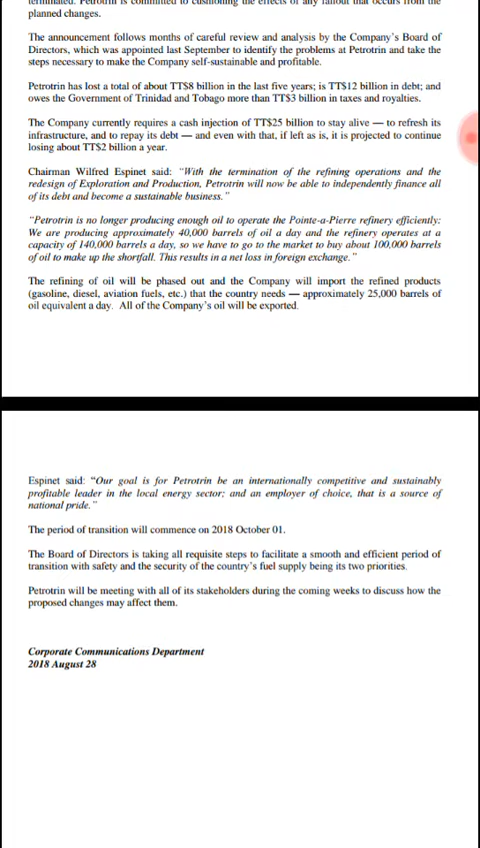 terminated. Petrotrin is committed to cushioning the effects of any fallout that occurs from the
planned changes.
The announcement follows months of careful review and analysis by the Company's Board of
Directors, which was appointed last September to identify the problems at Petrotrin and take the
steps necessary to make the Company self-sustainable and profitable.
Petrotrin has lost a total of about TT$8 billion in the last five years; is TT$12 billion in debt; and
owes the Government of Trinidad and Tobago more than TT$3 billion in taxes and royalties.
The Company currently requires a cash injection of TT$25 billion to stay alive — to refresh its
infrastructure, and to repay its debt — and even with that, if left as is, it is projected to continue
losing about TT$2 billion a year.
Chairman Wilfred Espinet said: "With the termination of the refining operations and the
redesign of Exploration and Production, Petrotrin will now be able to independently finance all
of its debt and become a sustainable business."
"Petrotrin is no longer producing enough oil to operate the Pointe-a-Pierre refinery efficiently:
We are producing approximately 40,000 barrels of oil a day and the refinery operates at a
capacity of 140,000 barrels a day, so we have to go to the market to buy about 100,000 barrels
of oil to make up the shortfall. This results in a net loss in foreign exchange."
The refining of oil will be phased out and the Company will import the refined products
(gasoline, diesel, aviation fuels, etc.) that the country needs — approximately 25,000 barrels of
oil equivalent a day. All of the Company's oil will be exported.
Espinet said: "Our goal is for Petrotrin be an internationally competitive and sustainably
profitable leader in the local energy sector; and an employer of choice, that is a source of
national pride."
The period of transition will commence on 2018 October 01.
The Board of Directors is taking all requisite steps to facilitate a smooth and efficient period of
transition with safety and the security of the country's fuel supply being its two priorities.
Petrotrin will be meeting with all of its stakeholders during the coming weeks to discuss how the
proposed changes may affect them.
Corporate Communications Department
2018 August 28